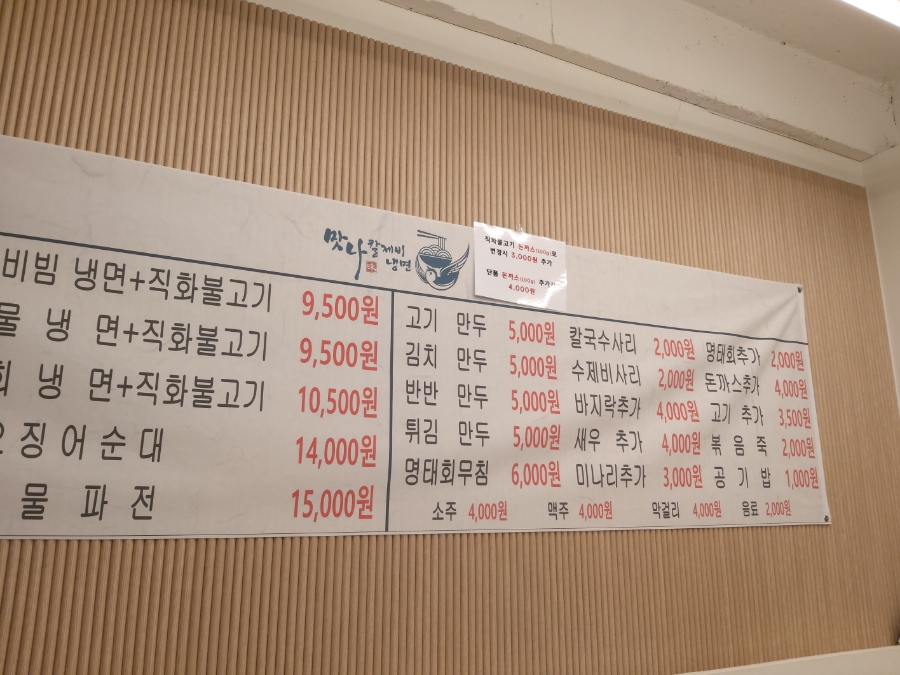 맛나 칼제비
냉면
직화불고기 돈까스(100g)로
변경시 3,000원 추가
단품 돈까스(100g) 추가시
4,000원
비빔 냉면+직화불고기 9,500원
물 냉 면+직화불고기 9,500원
회 냉 면+직화불고기 10,500원
오징어순대 14,000원
물 파 전 15,000원
고기 만두 5,000원 칼국수사리 2,000원 명태회추가 2,000원
김치 만두 5,000원 수제비사리 2,000원 돈까스추가 4,000원
반반 만두 5,000원 바지락추가 4,000원 고기 추가 3,500원
튀김 만두 5,000원 새우 추가 4,000원 볶음죽 2,000원
명태회무침 6,000원 미나리추가 3,000원 공기밥 1,000원
소주 4,000원 맥주 4,000원 막걸리 4,000원 음료 2,000원